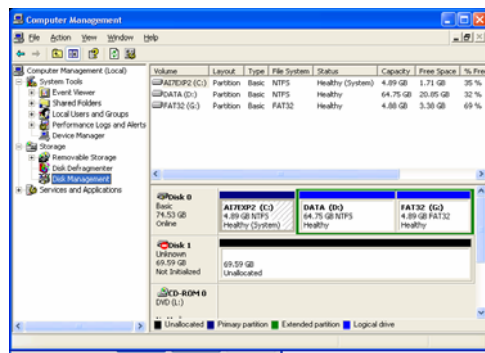 Computer Management
File Action View Window Help
Computer Management (Local)
System Tools
Event Viewer
Shared Folders
Local Users and Groups
Performance Logs and Alerts
Device Manager
Storage
Removable Storage
Disk Defragmenter
Disk Management
Services and Applications
Volume Layout Type File System Status Capacity Free Space % Fre
AI7EXP2 (C:) Partition Basic NTFS Healthy (System) 4.89 GB 1.71 GB 35 %
DATA (D:) Partition Basic NTFS Healthy 64.75 GB 20.85 GB 32 %
FAT32 (G:) Partition Basic FAT32 Healthy 4.88 GB 3.38 GB 69 %
Disk 0
Basic
74.53 GB
Online
AI7EXP2 (C:)
4.89 GB NTFS
Healthy (System)
DATA (D:)
64.75 GB NTFS
Healthy
FAT32 (G:)
4.89 GB FAT32
Healthy
Disk 1
Unknown
69.59 GB
Not Initialized
69.59 GB
Unallocated
CD-ROM 0
DVD (L:)
Unallocated Primary partition Extended partition Logical drive